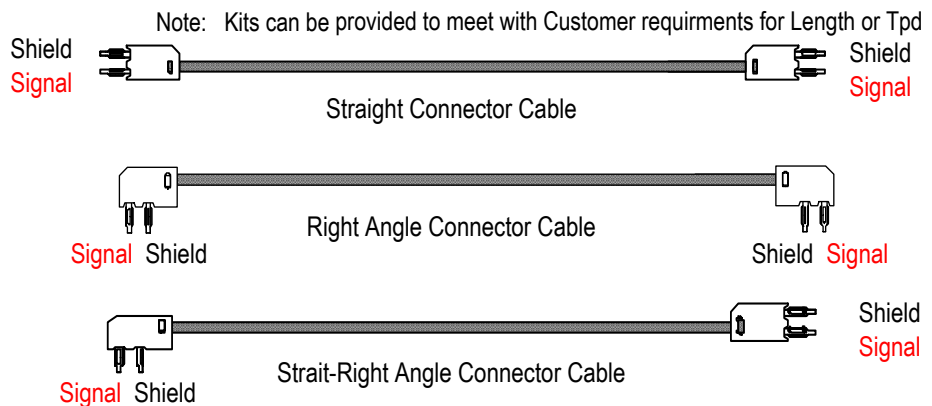 Note: Kits can be provided to meet with Customer requirments for Length or Tpd
Shield
Signal
Shield
Signal
Straight Connector Cable
Signal Shield
Right Angle Connector Cable
Shield Signal
Shield
Signal
Strait-Right Angle Connector Cable
Signal Shield